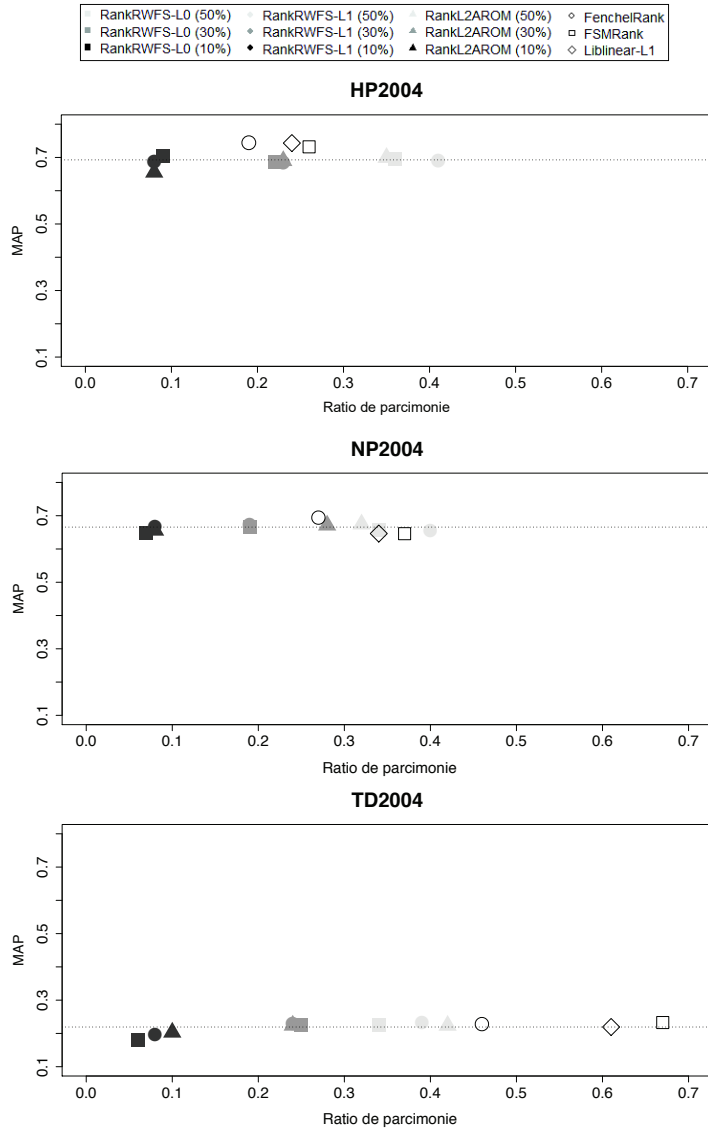 RankRWFS-L0 (50%) RankRWFS-L1 (50%) RankL2AROM (50%) FenchelRank
RankRWFS-L0 (30%) RankRWFS-L1 (30%) RankL2AROM (30%) FSMRank
RankRWFS-L0 (10%) RankRWFS-L1 (10%) RankL2AROM (10%) Liblinear-L1
HP2004
MAP
0.7
0.5
0.3
0.1
0.0 0.1 0.2 0.3 0.4 0.5 0.6 0.7
Ratio de parcimonie
NP2004
MAP
0.7
0.5
0.3
0.1
0.0 0.1 0.2 0.3 0.4 0.5 0.6 0.7
Ratio de parcimonie
TD2004
MAP
0.7
0.5
0.3
0.1
0.0 0.1 0.2 0.3 0.4 0.5 0.6 0.7
Ratio de parcimonie